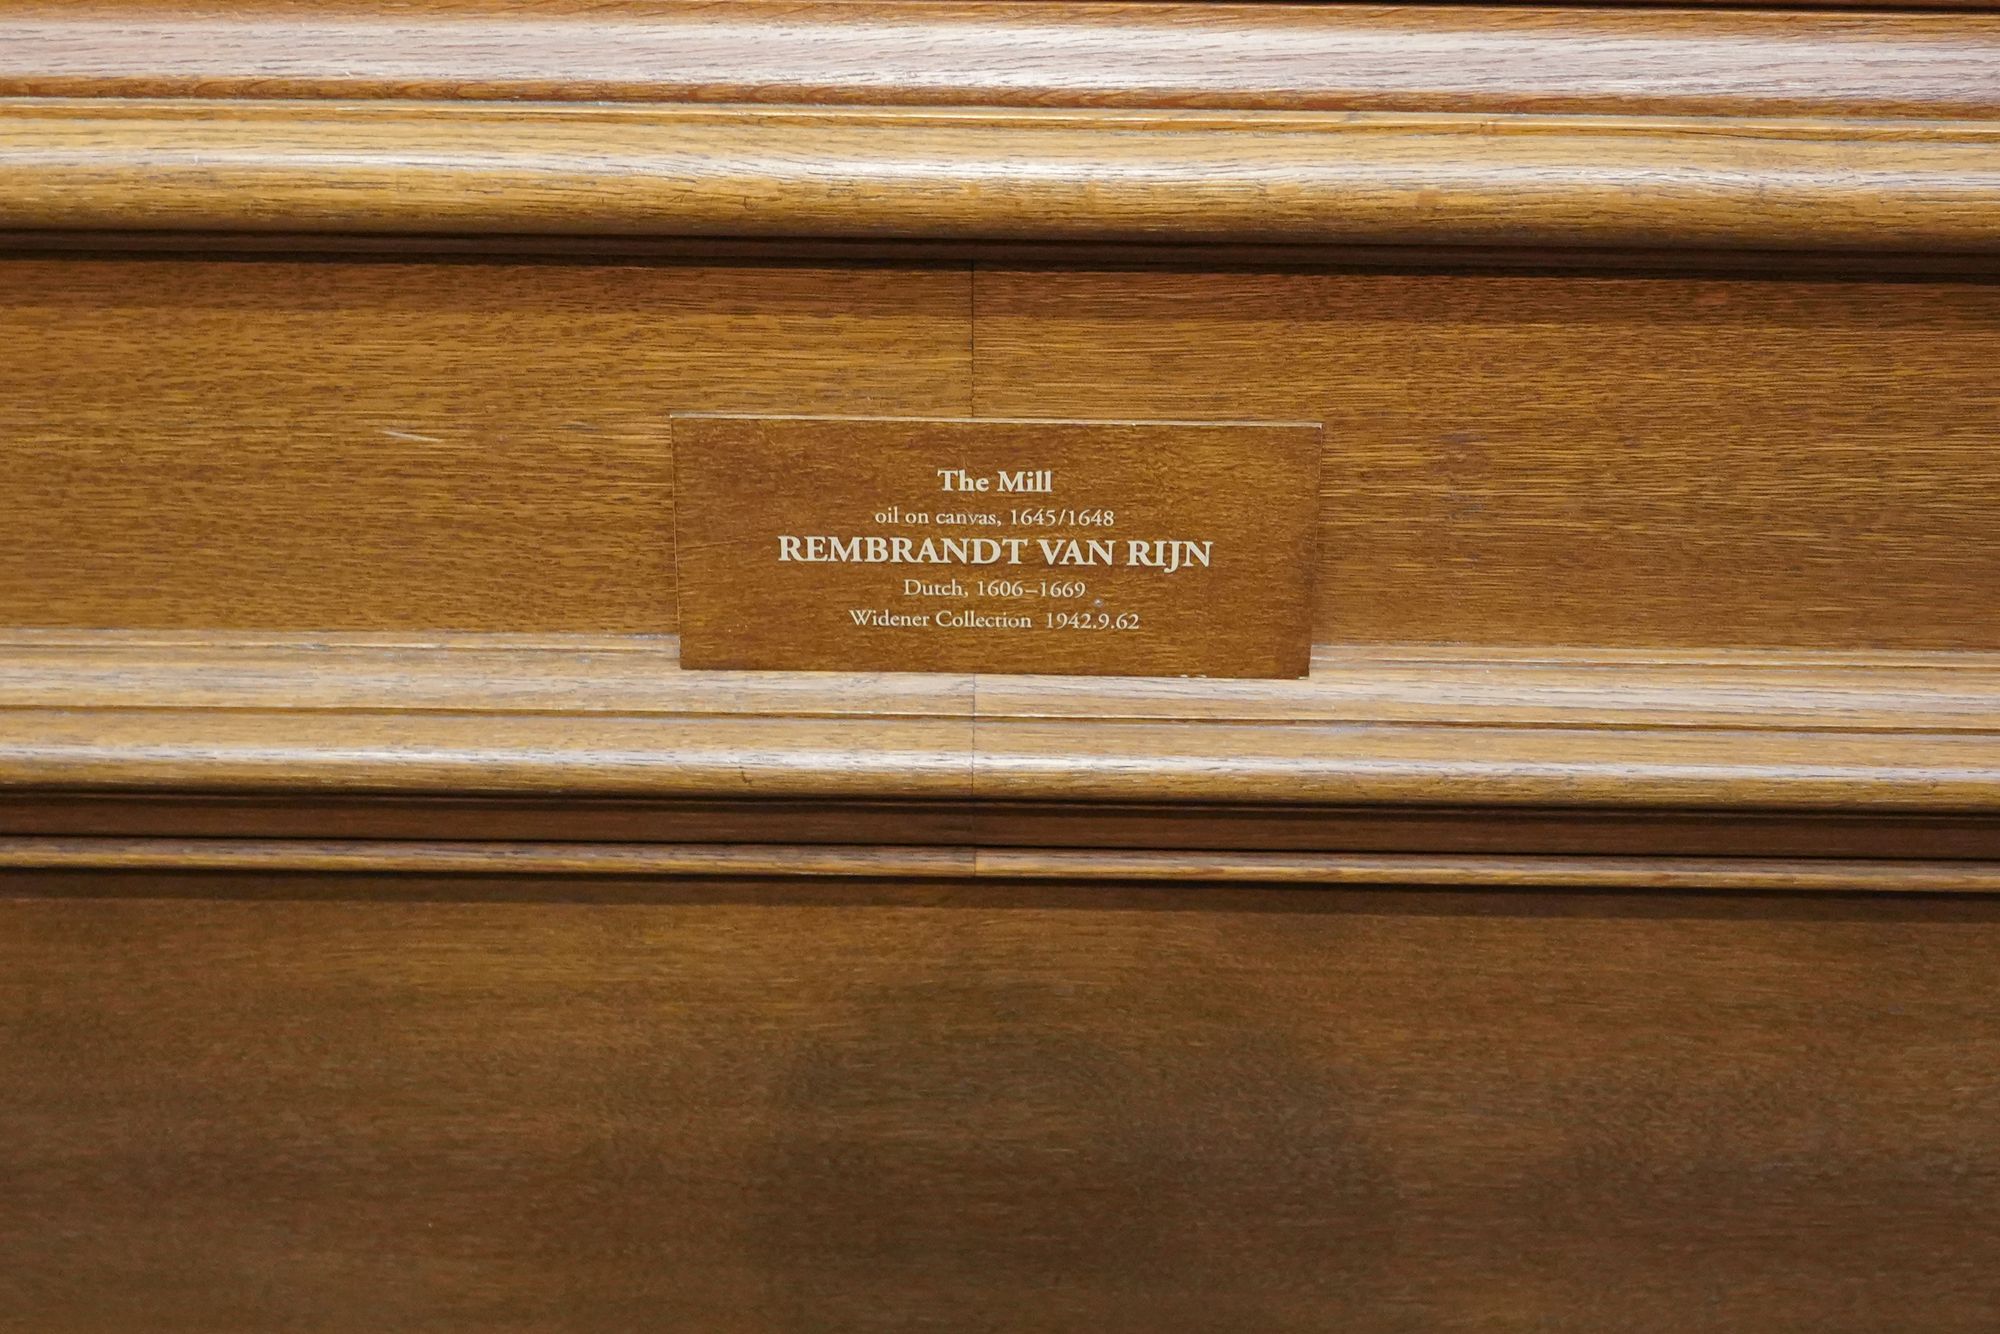 The Mill
oil on canvas, 1645/1648
REMBRANDT VAN RIJN
Dutch, 1606–1669
Widener Collection 1942.9.62